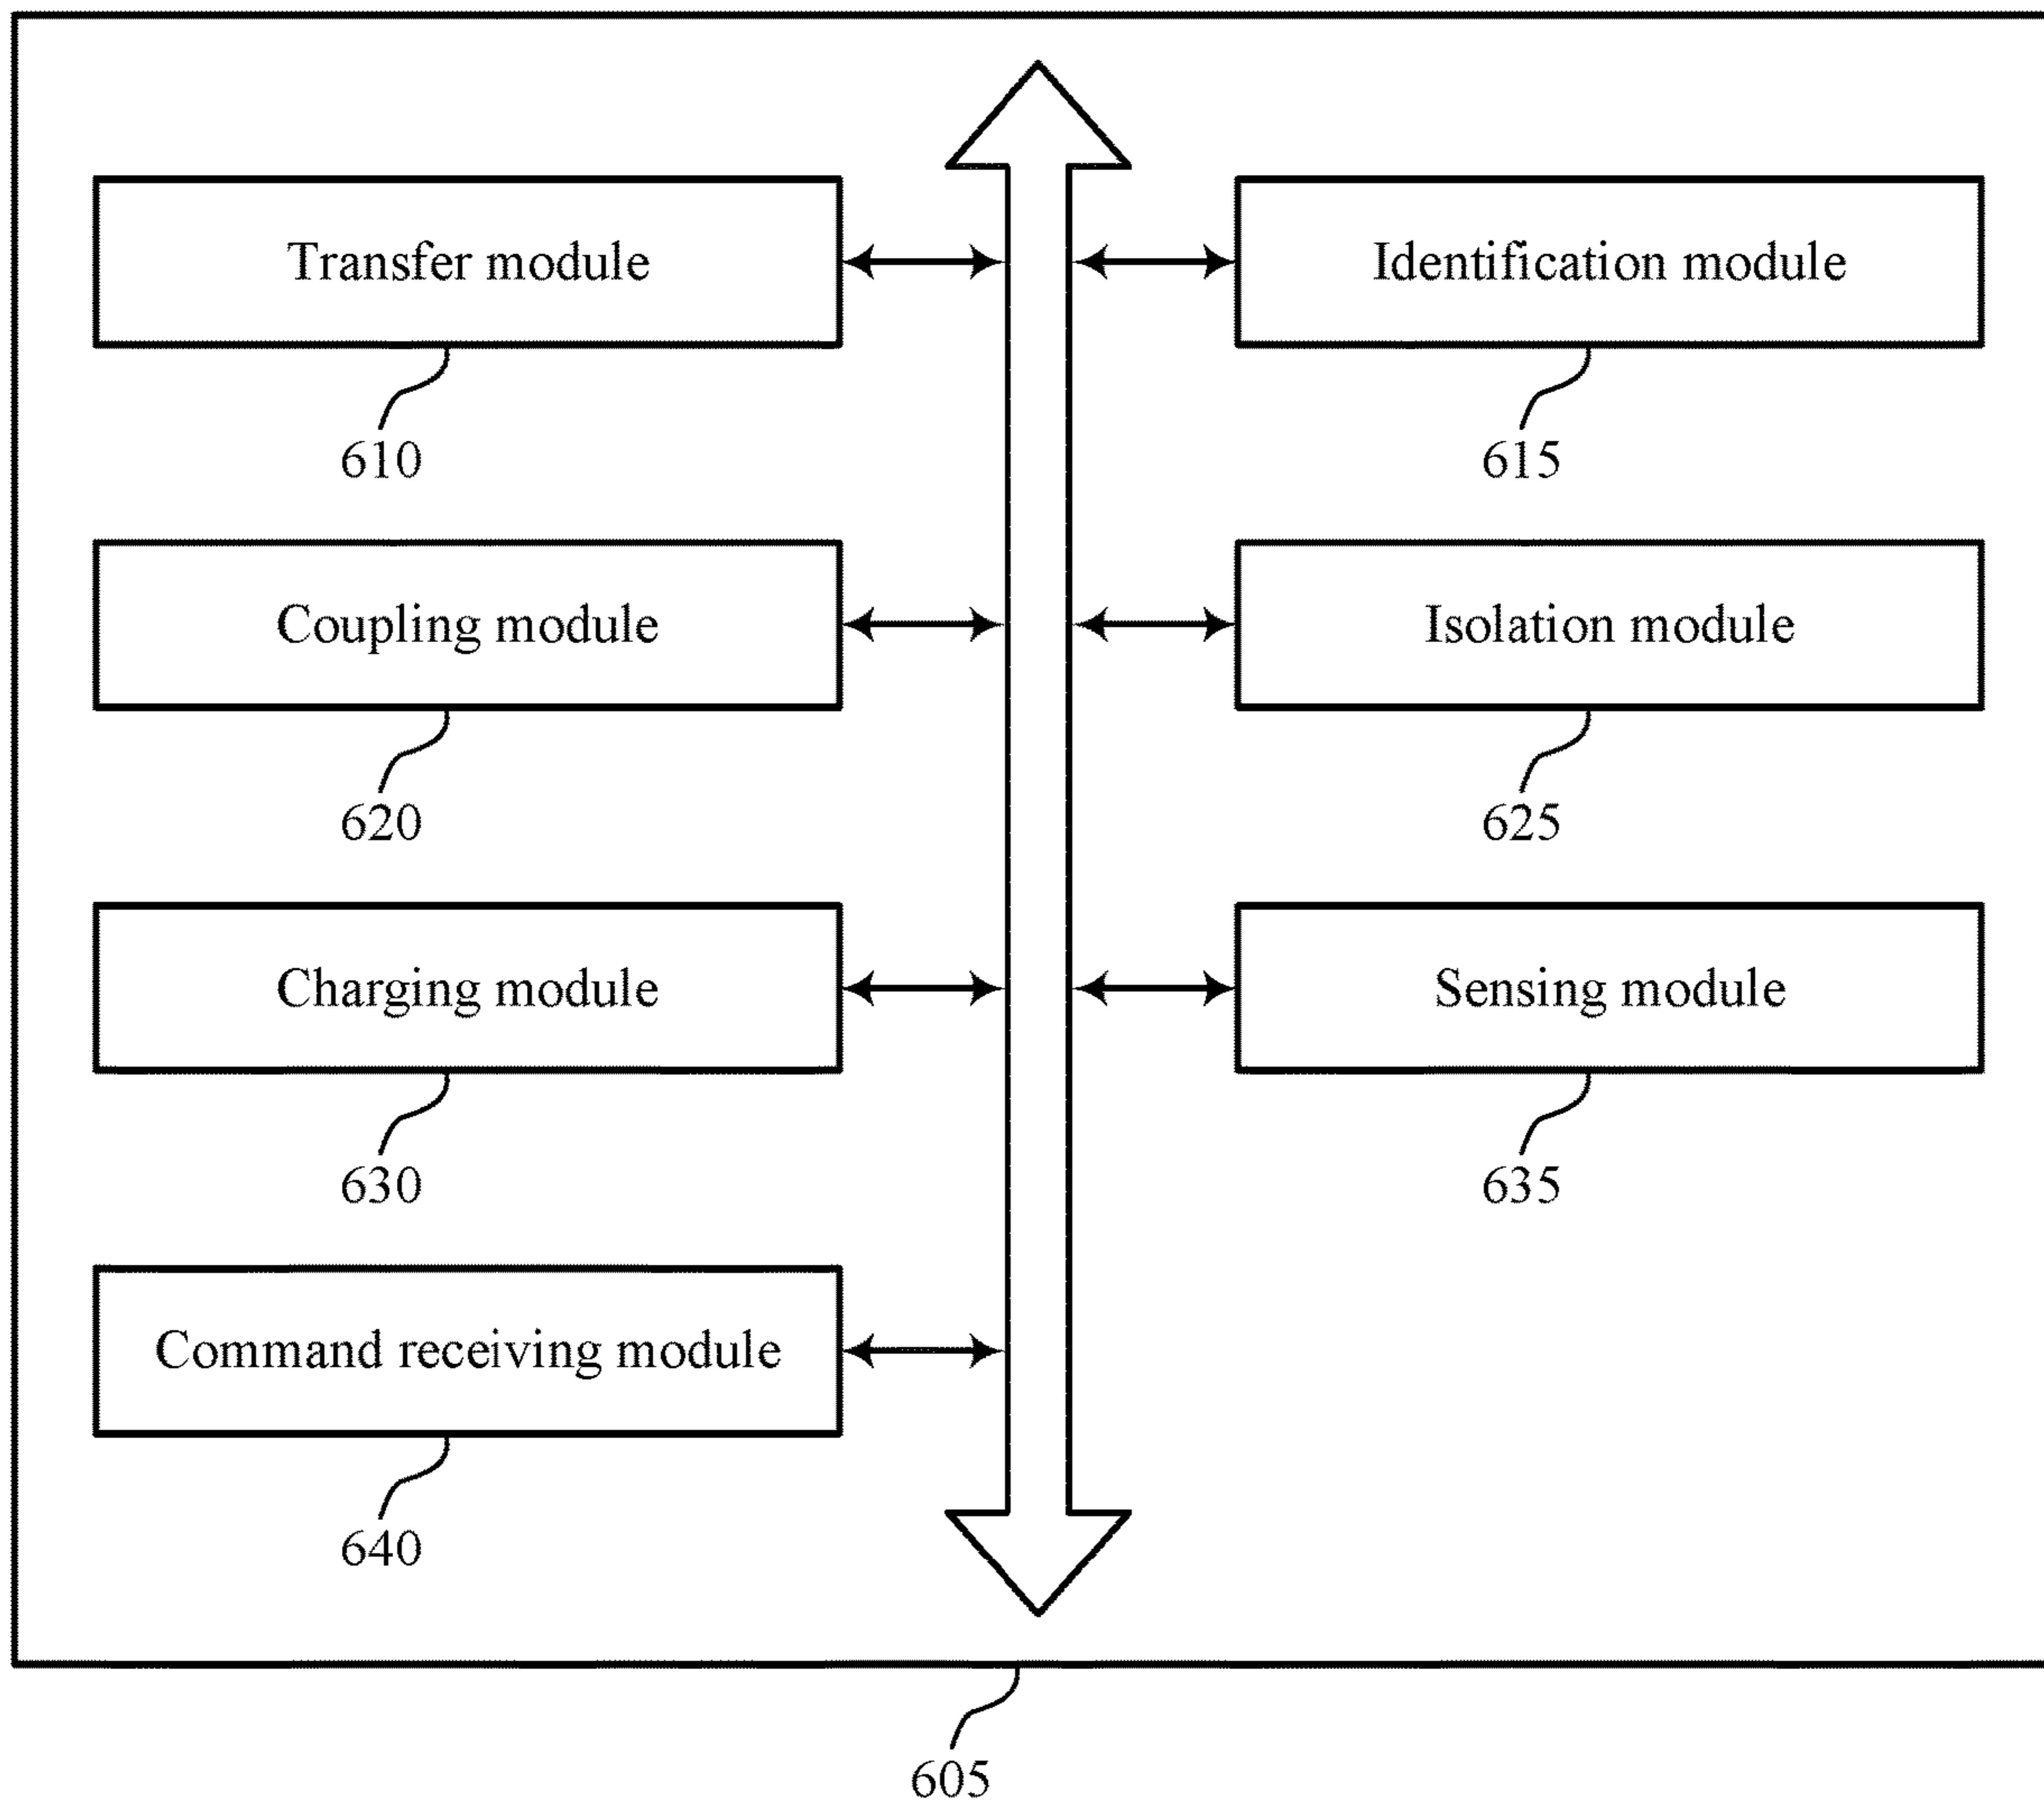 Transfer module
Identification module
610
615
Coupling module
Isolation module
620
625
Charging module
Sensing module
630
635
Command receiving module
640
605